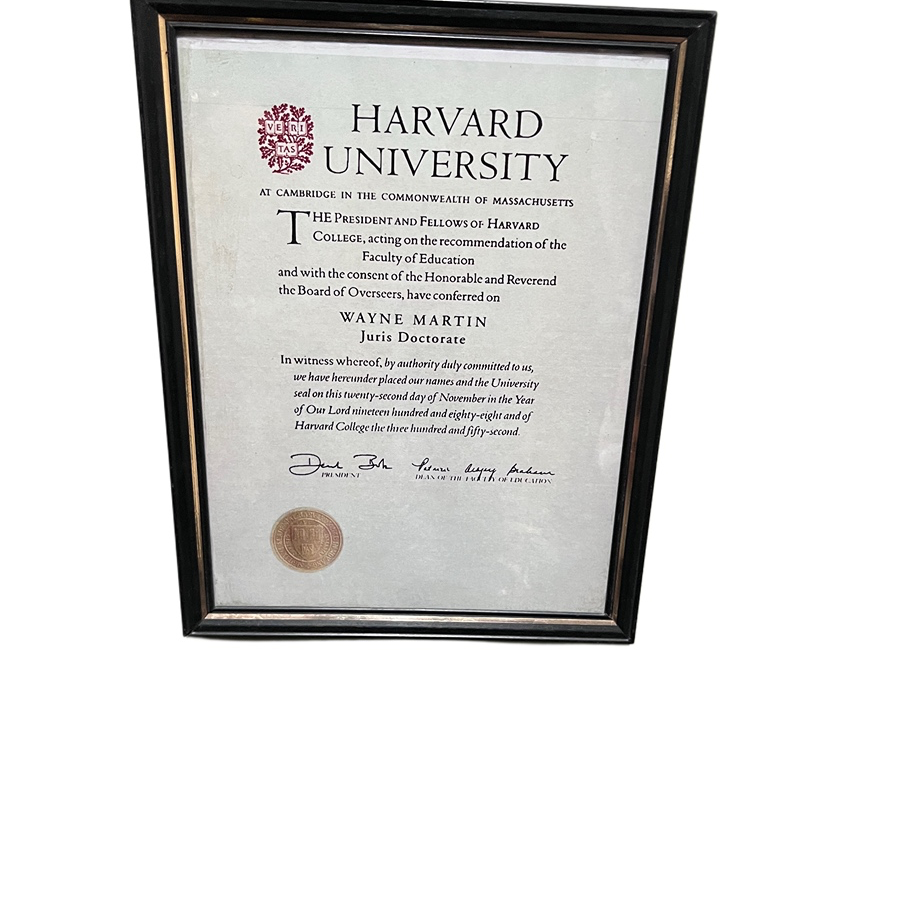 VE RI
TAS
HARVARD
UNIVERSITY
AT CAMBRIDGE IN THE COMMONWEALTH OF MASSACHUSETTS
THE PRESIDENT AND FELLOWS OF HARVARD
COLLEGE, acting on the recommendation of the
Faculty of Education
and with the consent of the Honorable and Reverend
the Board of Overseers, have conferred on
WAYNE MARTIN
Juris Doctorate
In witness whereof, by authority duly committed to us,
we have hereunder placed our names and the University
seal on this twenty-second day of November in the Year
of Our Lord nineteen hundred and eighty-eight and of
Harvard College the three hundred and fifty-second.
Derek Bok
PRESIDENT
DEAN OF THE FACULTY OF EDUCATION